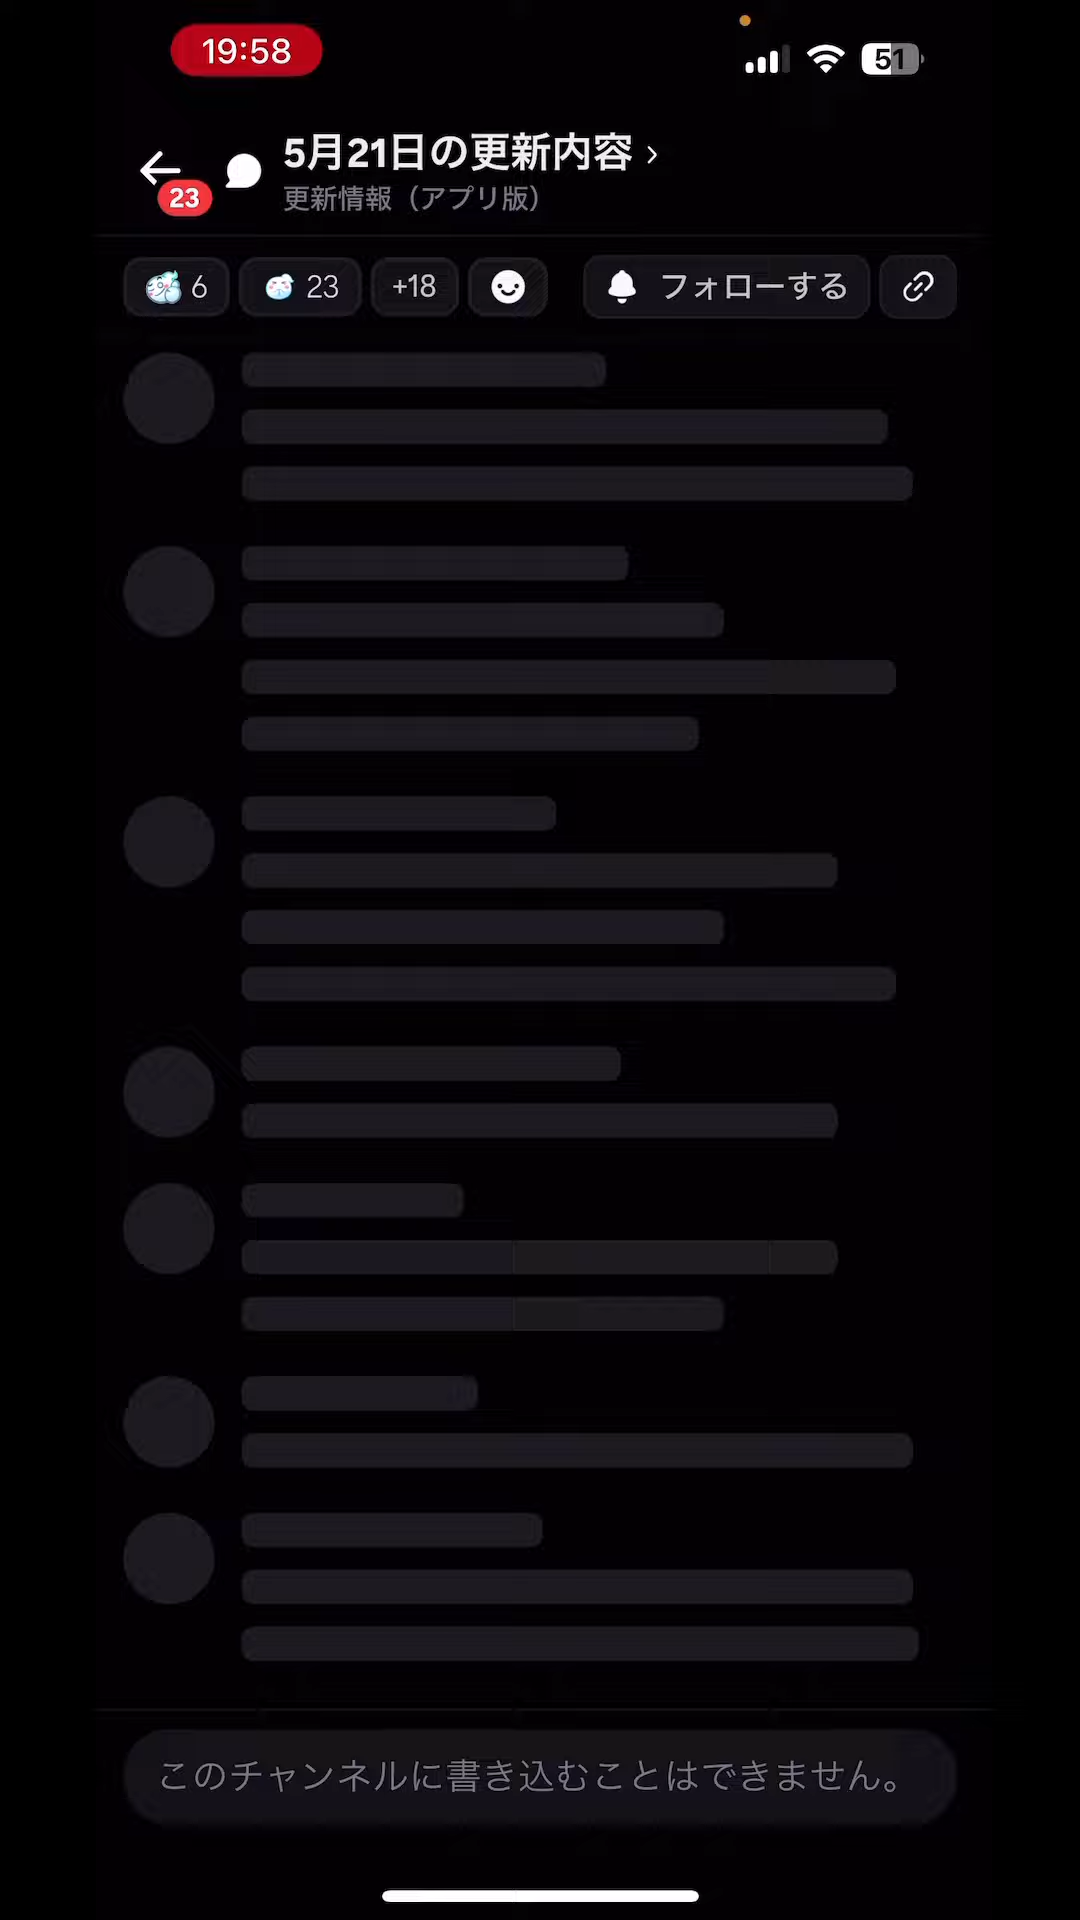 19:58
51
5月21日の更新内容 ›
23
更新情報（アプリ版）
6
23
+18
フォローする
このチャンネルに書き込むことはできません。